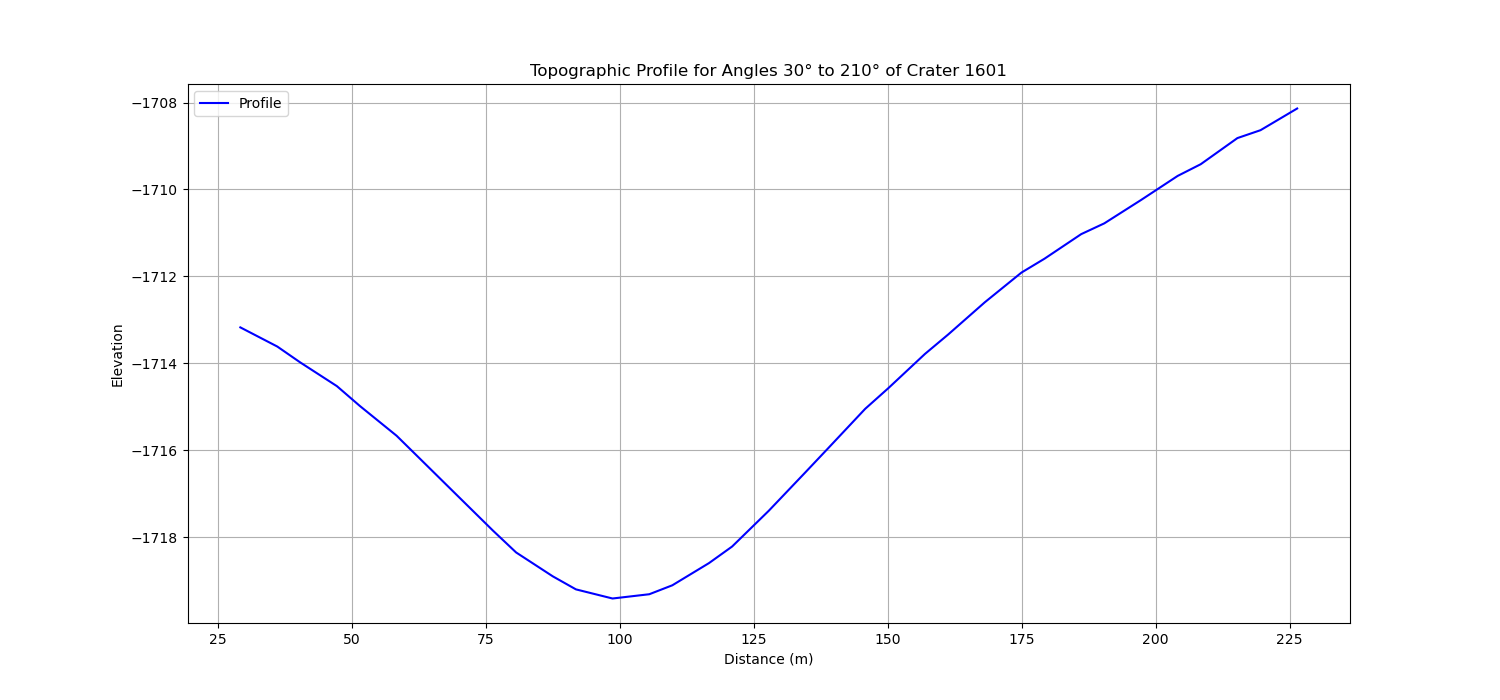 Topographic Profile for Angles 30° to 210° of Crater 1601
Profile
−1708
−1710
−1712
−1714
−1716
−1718
Elevation
25 50 75 100 125 150 175 200 225
Distance (m)